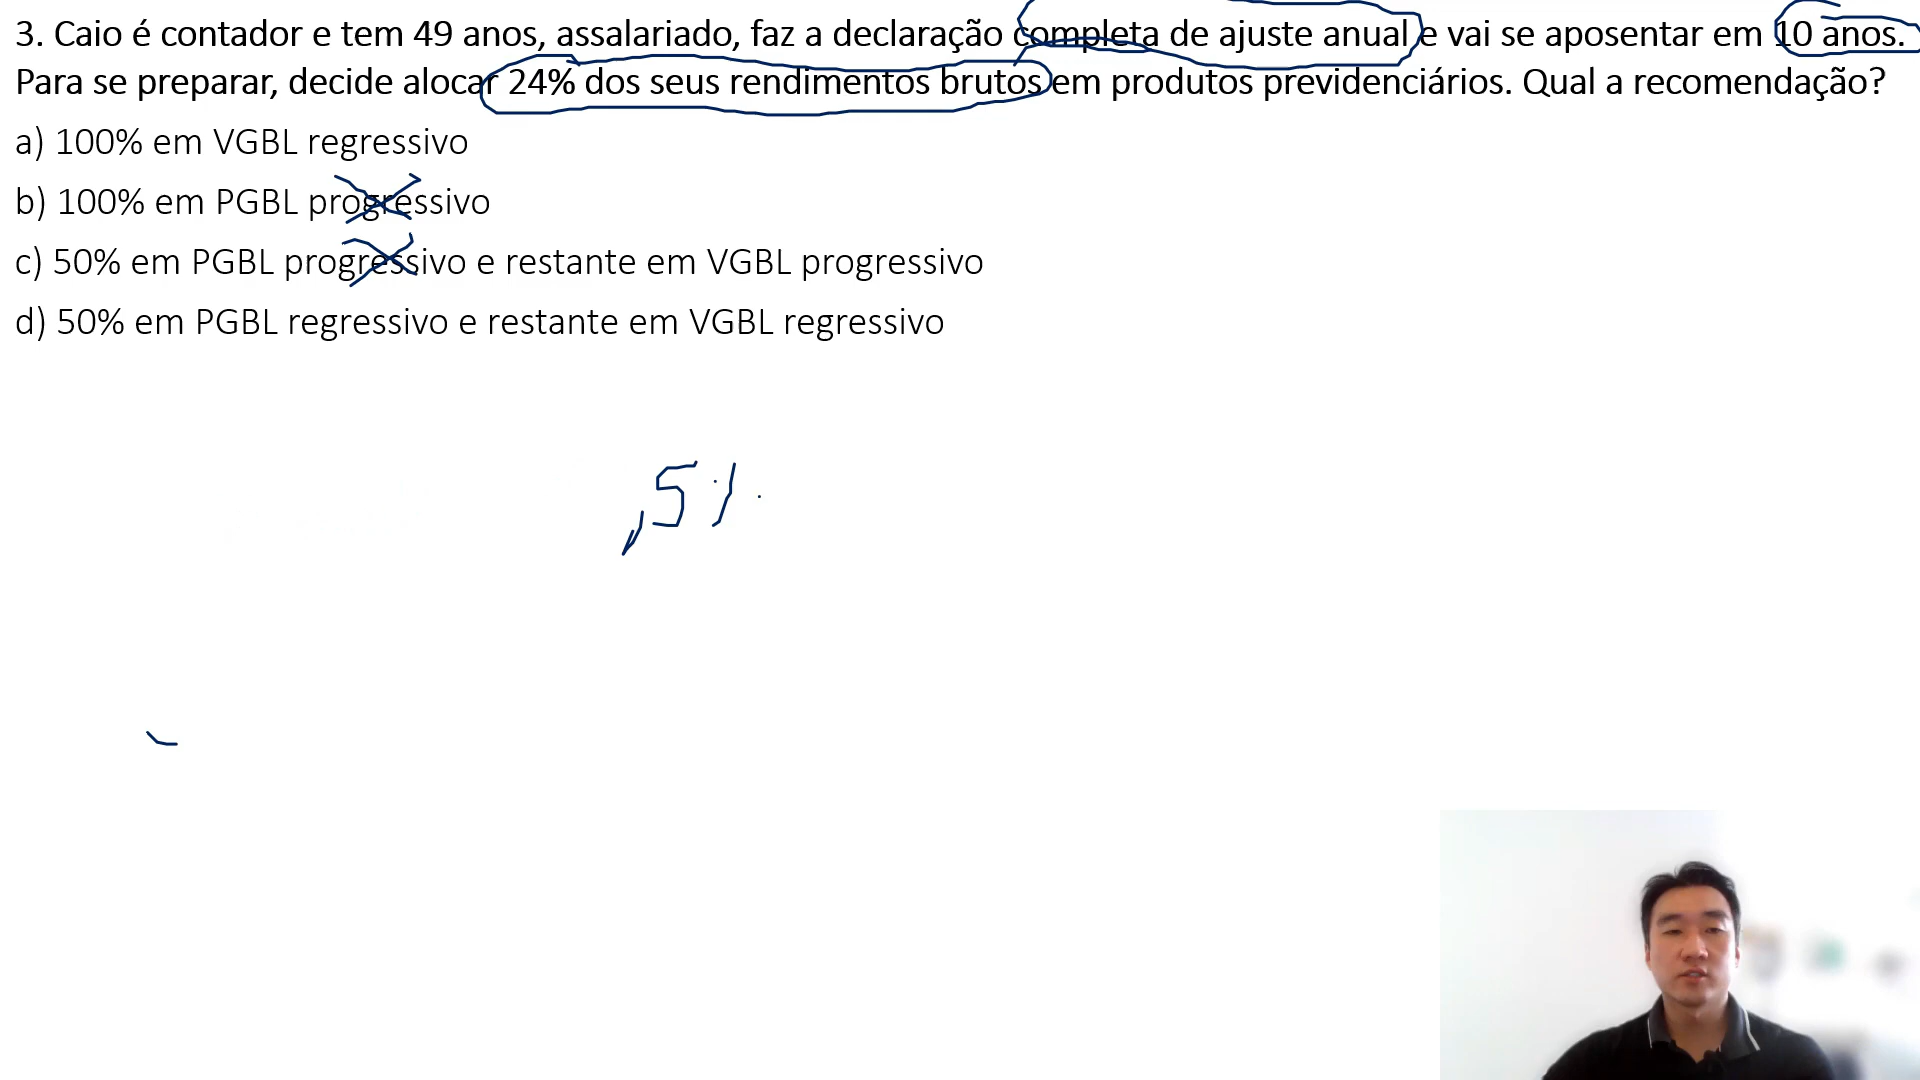 3. Caio é contador e tem 49 anos, assalariado, faz a declaração completa de ajuste anual e vai se aposentar em 10 anos.
Para se preparar, decide alocar 24% dos seus rendimentos brutos em produtos previdenciários. Qual a recomendação?
a) 100% em VGBL regressivo
b) 100% em PGBL progressivo
c) 50% em PGBL progressivo e restante em VGBL progressivo
d) 50% em PGBL regressivo e restante em VGBL regressivo
,5%